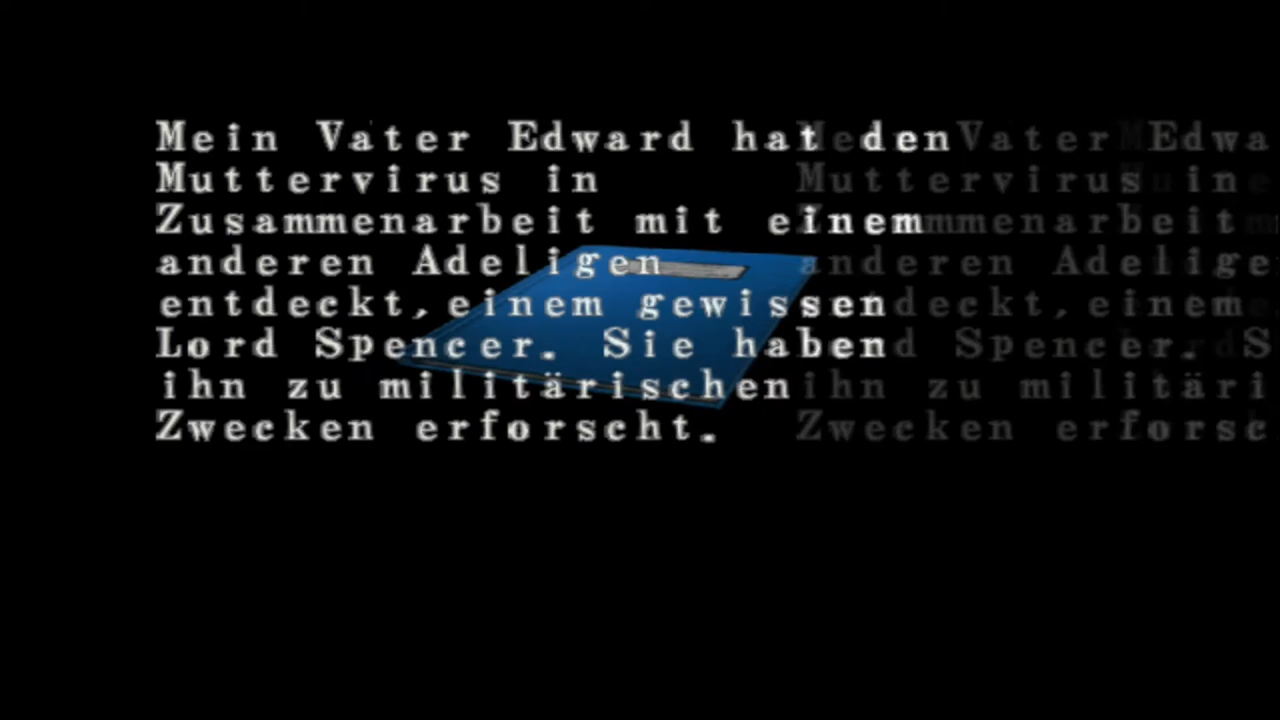 Mein Vater Edward hat den
Muttervirus in
Zusammenarbeit mit einem
anderen Adeligen
entdeckt, einem gewissen
Lord Spencer. Sie haben
ihn zu militärischen
Zwecken erforscht.